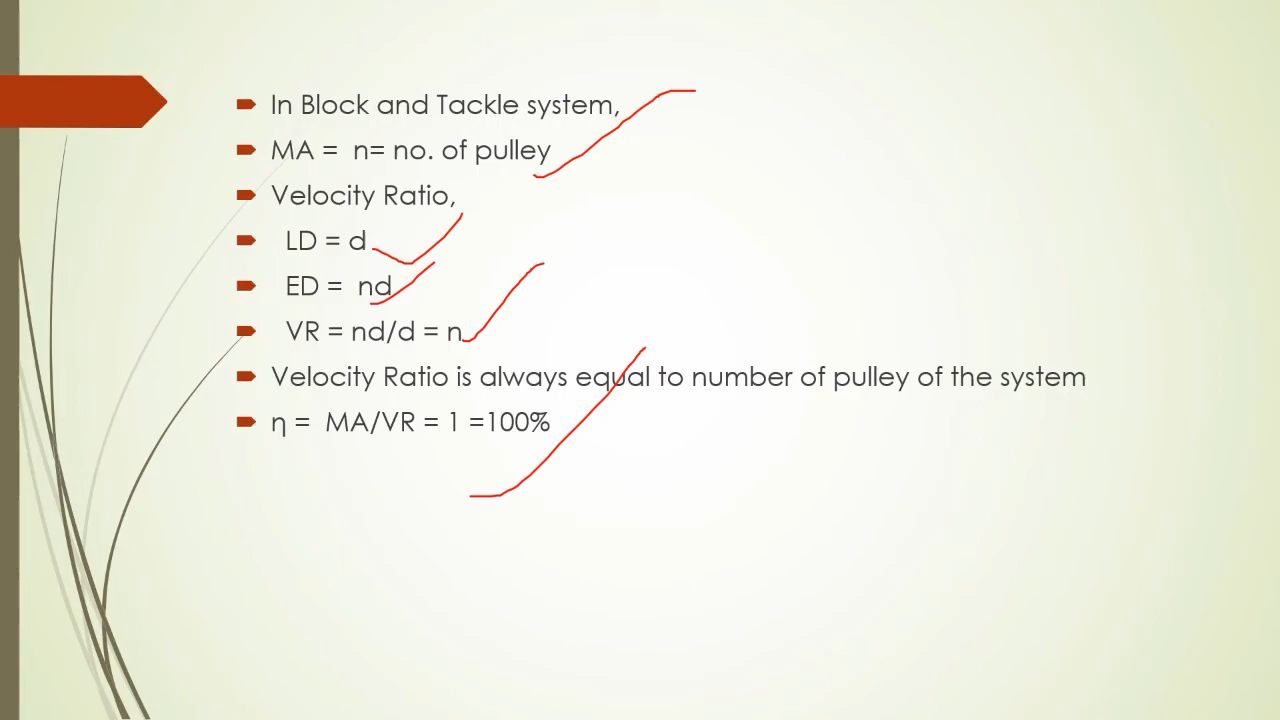 In Block and Tackle system,
MA = n= no. of pulley
Velocity Ratio,
LD = d
ED = nd
VR = nd/d = n
Velocity Ratio is always equal to number of pulley of the system
η = MA/VR = 1 =100%